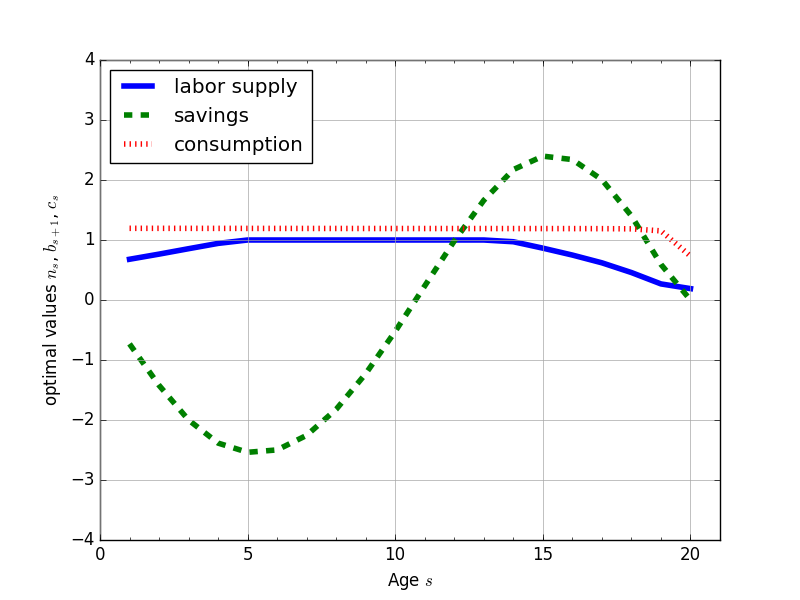 labor supply
savings
consumption
4
3
2
1
0
−1
−2
−3
−4
optimal values n_s, b_{s+1}, c_s
0 5 10 15 20
Age s